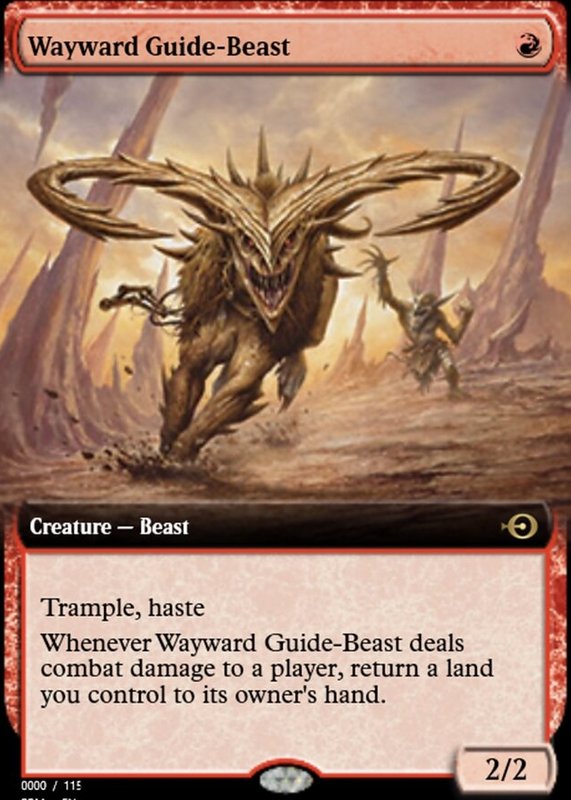 Wayward Guide-Beast
Creature — Beast
Trample, haste
Whenever Wayward Guide-Beast deals
combat damage to a player, return a land
you control to its owner's hand.
2/2
0000 / 115